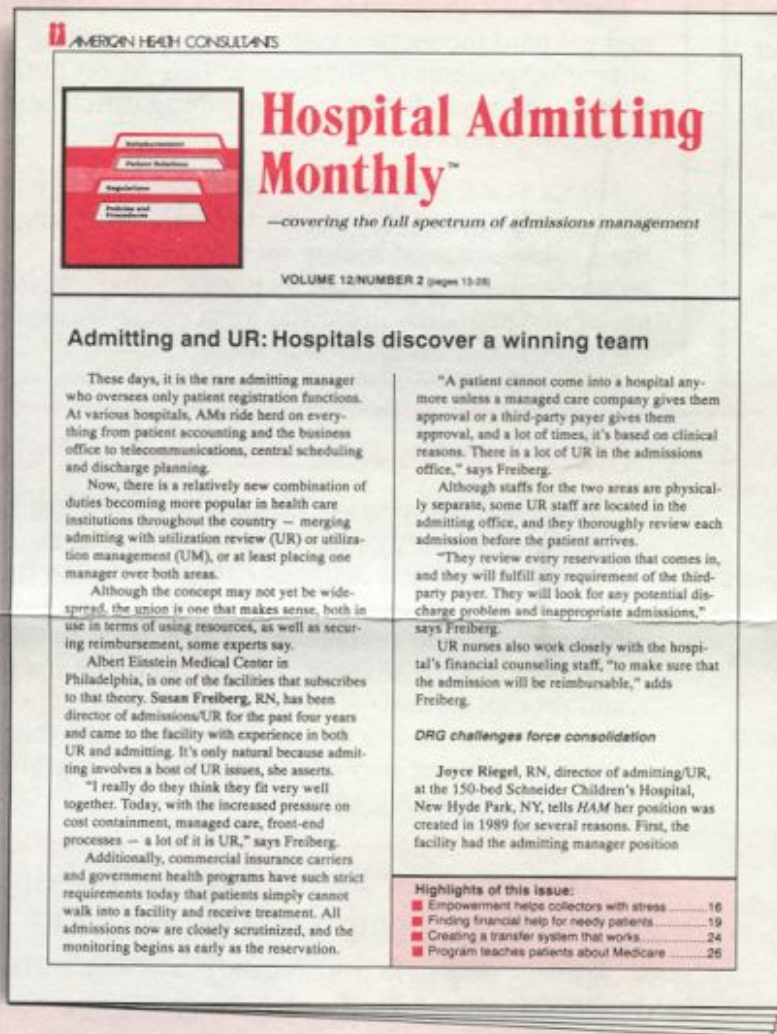 AMERICAN HEALTH CONSULTANTS
Reimbursement
Patient Relations
Regulations
Policies and
Procedures
Hospital Admitting
Monthly™
—covering the full spectrum of admissions management
VOLUME 12/NUMBER 2 (pages 13-28)
Admitting and UR: Hospitals discover a winning team
These days, it is the rare admitting manager
who oversees only patient registration functions.
At various hospitals, AMs ride herd on every-
thing from patient accounting and the business
office to telecommunications, central scheduling
and discharge planning.
Now, there is a relatively new combination of
duties becoming more popular in health care
institutions throughout the country — merging
admitting with utilization review (UR) or utiliza-
tion management (UM), or at least placing one
manager over both areas.
Although the concept may not yet be wide-
spread, the union is one that makes sense, both in
use in terms of using resources, as well as secur-
ing reimbursement, some experts say.
Albert Einstein Medical Center in
Philadelphia, is one of the facilities that subscribes
to that theory. Susan Freiberg, RN, has been
director of admissions/UR for the past four years
and came to the facility with experience in both
UR and admitting. It's only natural because admit-
ting involves a host of UR issues, she asserts.
"I really do they think they fit very well
together. Today, with the increased pressure on
cost containment, managed care, front-end
processes — a lot of it is UR," says Freiberg.
Additionally, commercial insurance carriers
and government health programs have such strict
requirements today that patients simply cannot
walk into a facility and receive treatment. All
admissions now are closely scrutinized, and the
monitoring begins as early as the reservation.
"A patient cannot come into a hospital any-
more unless a managed care company gives them
approval or a third-party payer gives them
approval, and a lot of times, it's based on clinical
reasons. There is a lot of UR in the admissions
office," says Freiberg.
Although staffs for the two areas are physical-
ly separate, some UR staff are located in the
admitting office, and they thoroughly review each
admission before the patient arrives.
"They review every reservation that comes in,
and they will fulfill any requirement of the third-
party payer. They will look for any potential dis-
charge problem and inappropriate admissions,"
says Freiberg.
UR nurses also work closely with the hospi-
tal's financial counseling staff, "to make sure that
the admission will be reimbursable," adds
Freiberg.
DRG challenges force consolidation
Joyce Riegel, RN, director of admitting/UR,
at the 150-bed Schneider Children's Hospital,
New Hyde Park, NY, tells HAM her position was
created in 1989 for several reasons. First, the
facility had the admitting manager position
Highlights of this issue:
Empowerment helps collectors with stress ..........16
Finding financial help for needy patients ..........19
Creating a transfer system that works..........24
Program teaches patients about Medicare ..........26